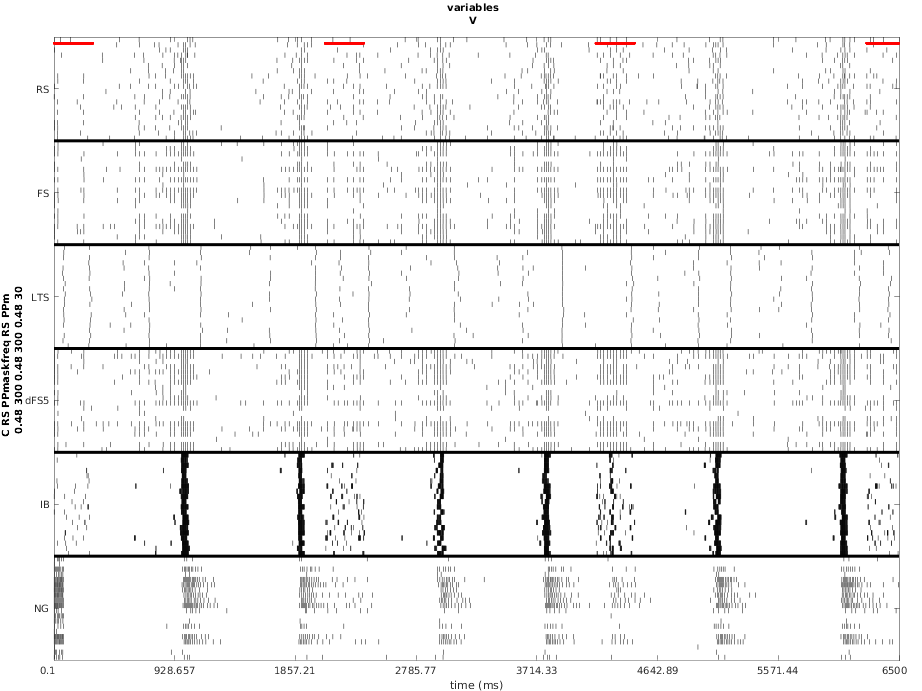 variables
V
RS
FS
LTS
dFS5
IB
NG
C RS PPmaskfreq RS PPm
0.48 300 0.48 300 0.48 30
0.1 928.657 1857.21 2785.77 3714.33 4642.89 5571.44 6500
time (ms)